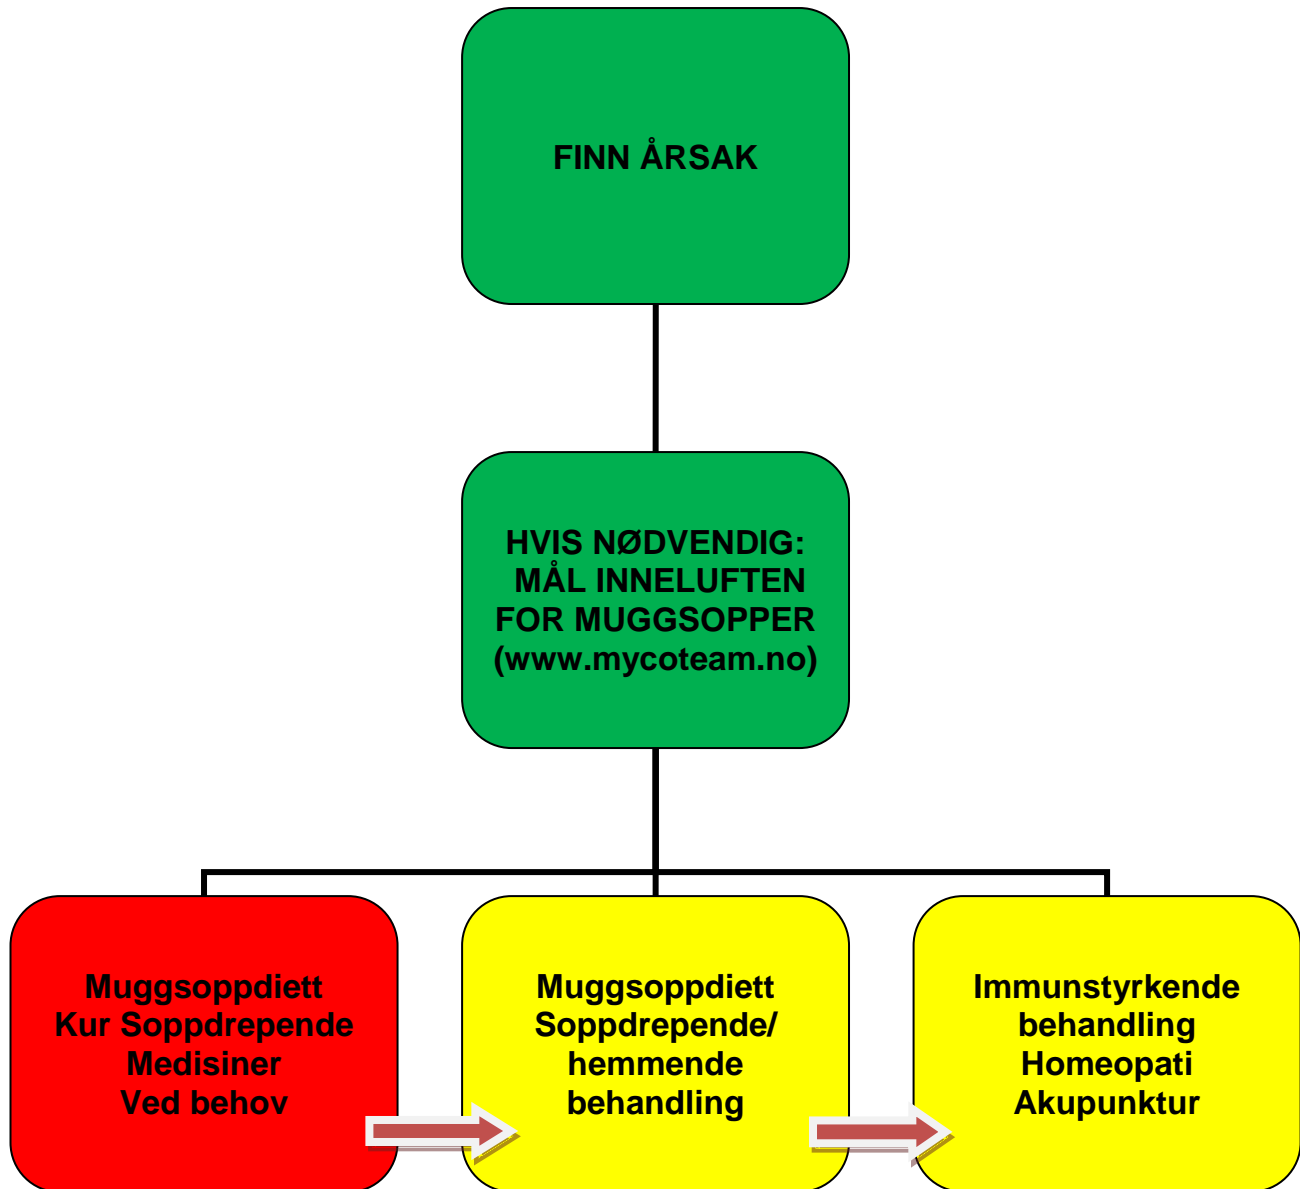 FINN ÅRSAK
HVIS NØDVENDIG:
MÅL INNELUFTEN
FOR MUGGSOPPER
(www.mycoteam.no)
Muggsoppdiett
Kur Soppdrepende
Medisiner
Ved behov
Muggsoppdiett
Soppdrepende/
hemmende
behandling
Immunstyrkende
behandling
Homeopati
Akupunktur